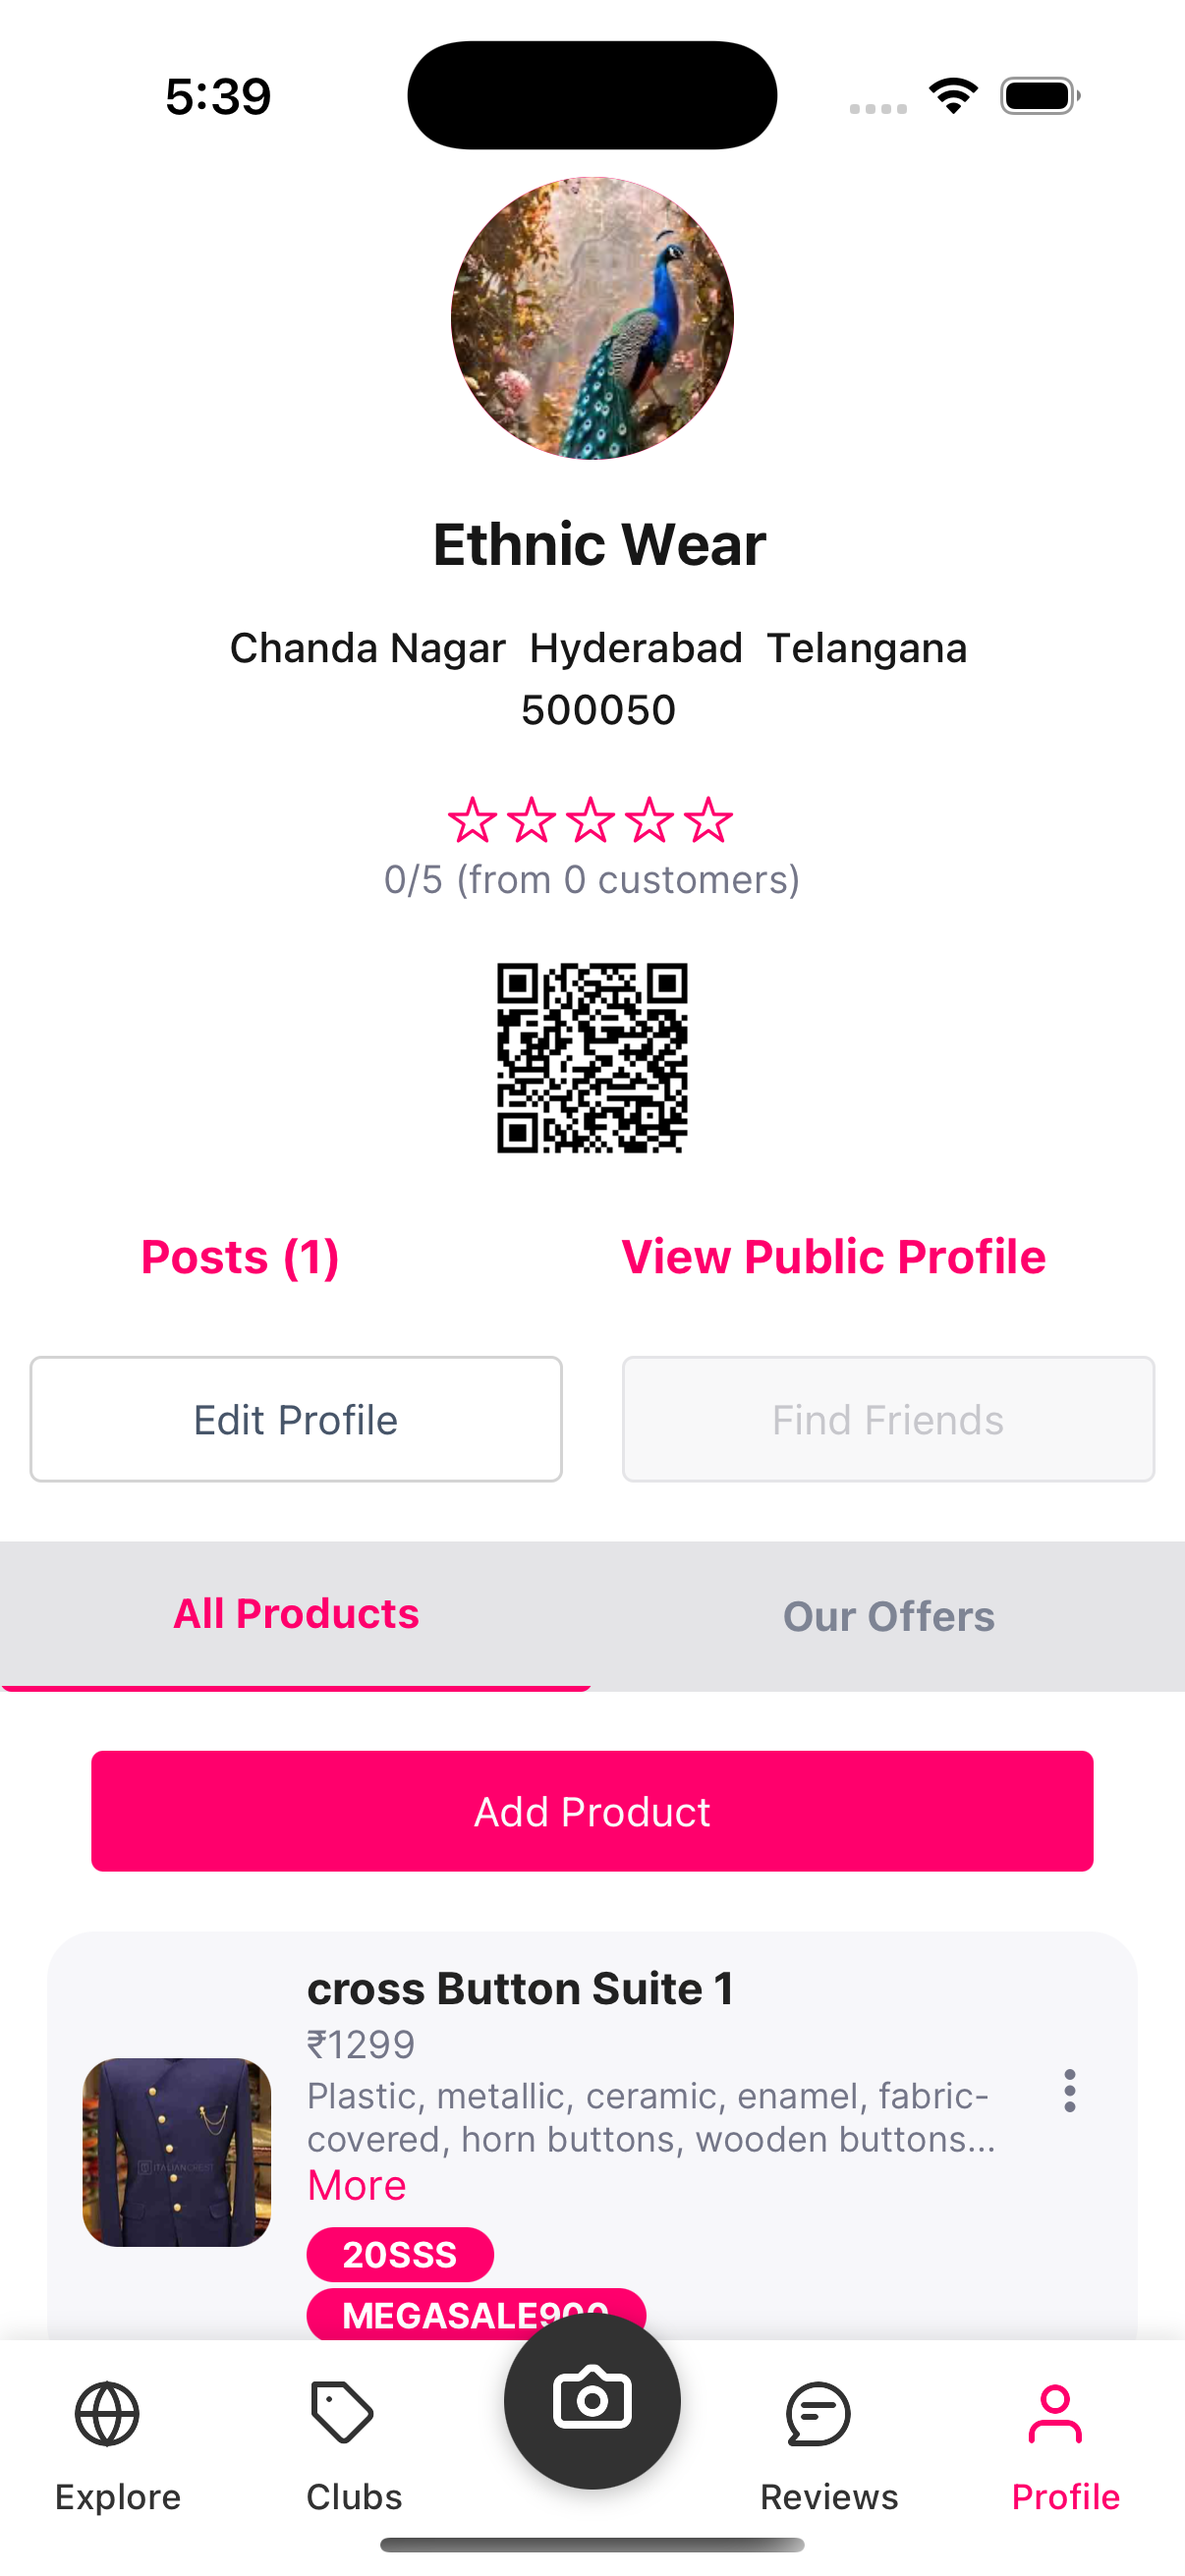 5:39
Ethnic Wear
Chanda Nagar Hyderabad Telangana
500050
0/5 (from 0 customers)
Posts (1)
View Public Profile
Edit Profile
Find Friends
All Products
Our Offers
Add Product
cross Button Suite 1
₹1299
Plastic, metallic, ceramic, enamel, fabric-
covered, horn buttons, wooden buttons...
More
ITALIANCREST
20SSS
MEGASALE900
Explore
Clubs
Reviews
Profile